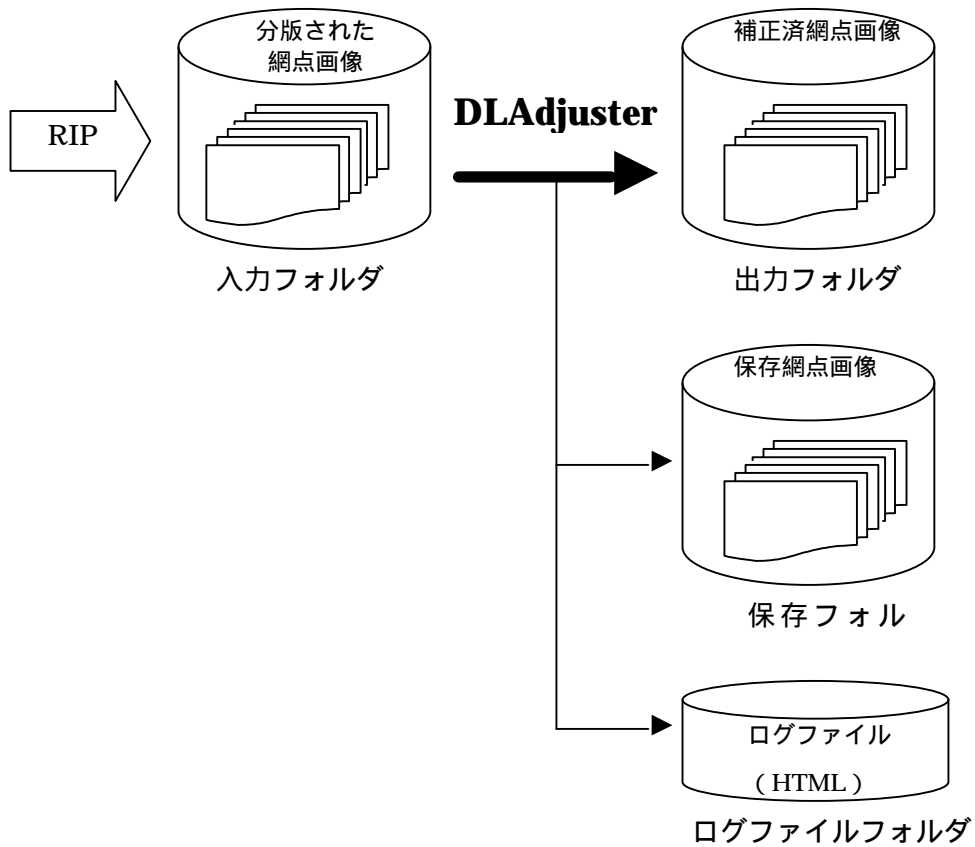 分版された
網点画像
RIP
入力フォルダ
DLAdjuster
補正済網点画像
出力フォルダ
保存網点画像
保存フォル
ログファイル
( HTML )
ログファイルフォルダ